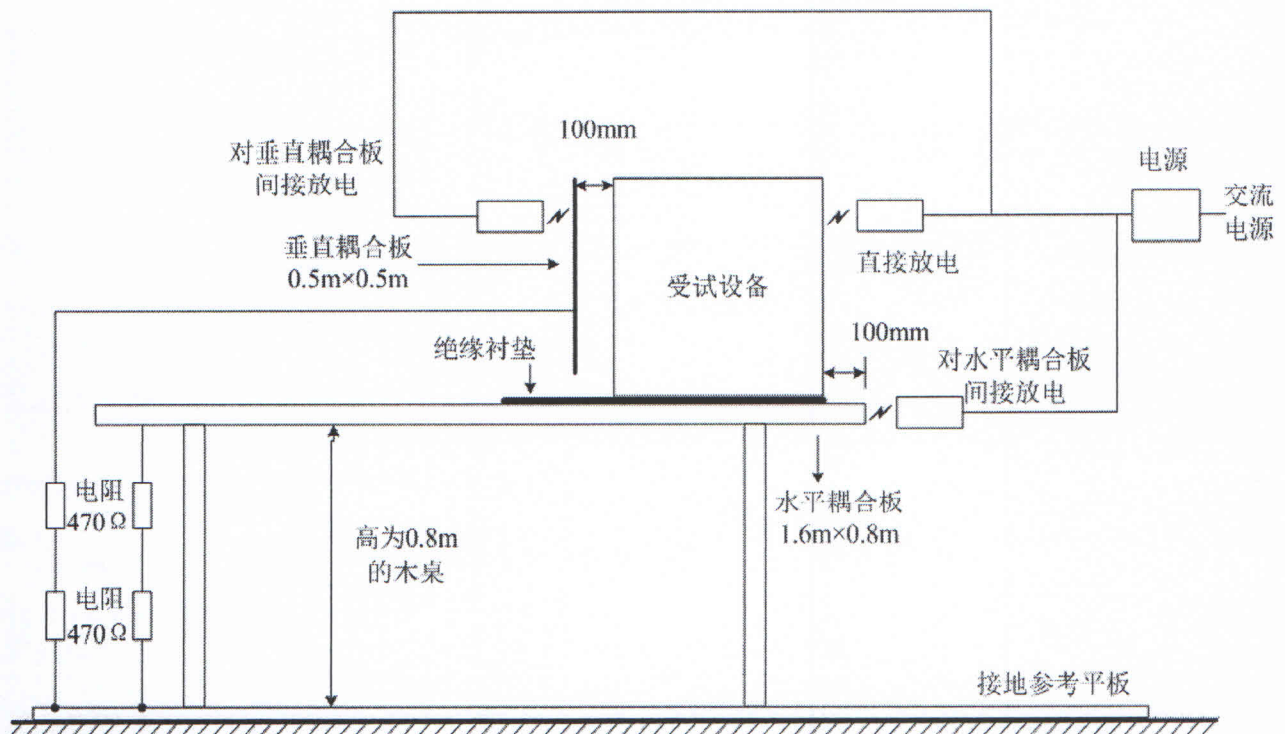 100mm
对垂直耦合板
间接放电
电源
交流
电源
垂直耦合板
0.5m×0.5m
直接放电
受试设备
100mm
绝缘衬垫
对水平耦合板
间接放电
电阻
470Ω
水平耦合板
1.6m×0.8m
高为0.8m
的木桌
电阻
470Ω
接地参考平板